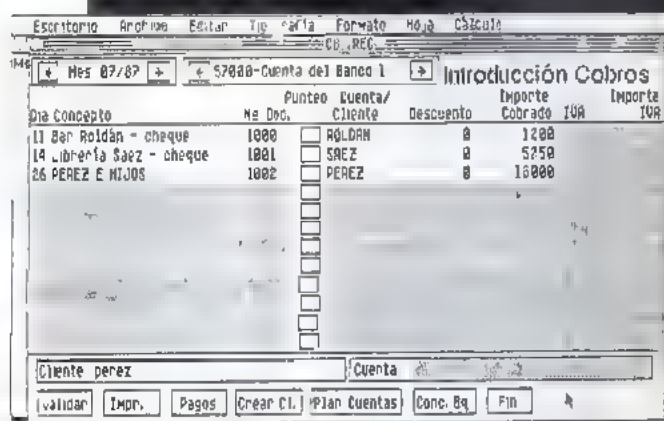 Escritorio Archivo Editar Tipografía Formato Hoja Cálculo
CB_REC
Mes 07/87 57000-Cuenta del Banco 1 Introducción Cobros
Punteo Cuenta/ Importe Importe
Dia Concepto Nº Doc. Cliente Descuento Cobrado IVA IVA
11 Bar Roldán - cheque 1000 ROLDAN 0 1200
14 Librería Saez - cheque 1001 SAEZ 0 5250
26 PEREZ E HIJOS 1002 PEREZ 0 16000
Cliente perez Cuenta
Validar Impr. Pagos Crear Cl. Plan Cuentas Conc. Bq Fin